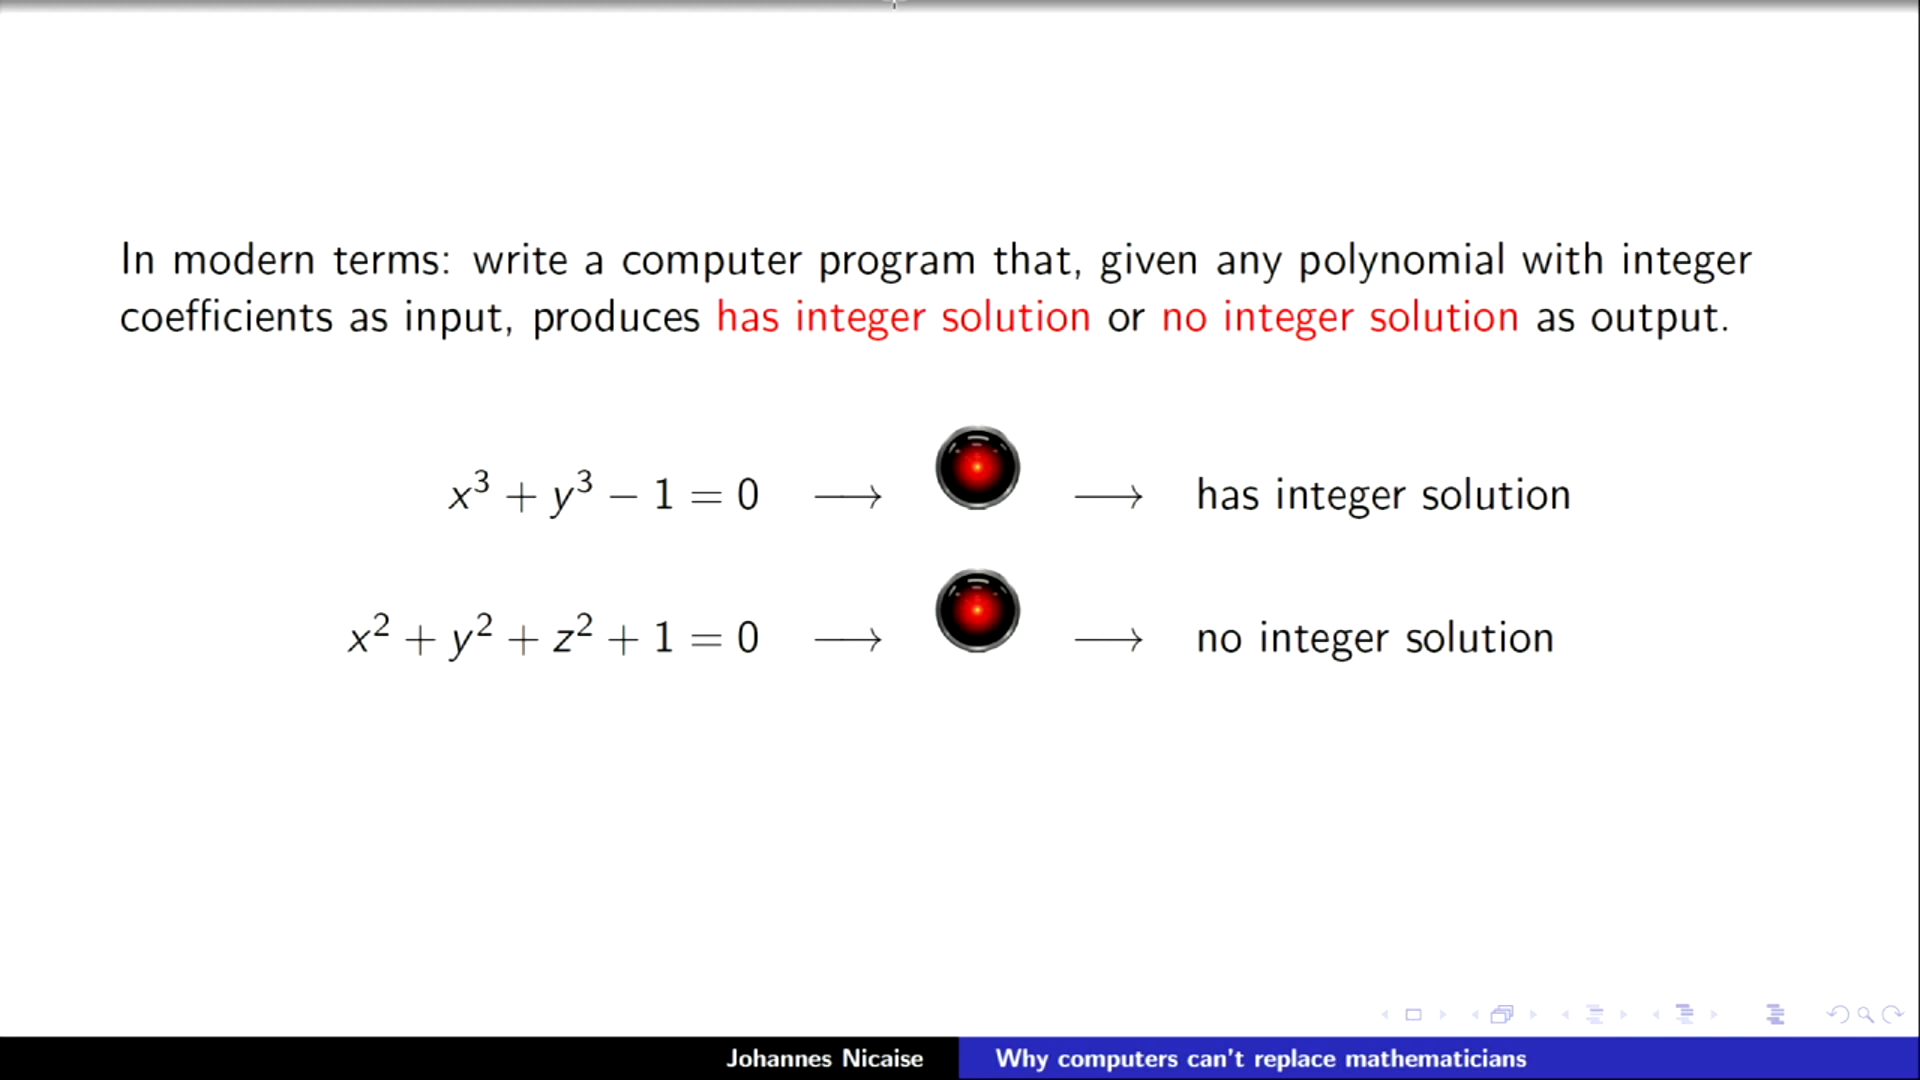 In modern terms: write a computer program that, given any polynomial with integer
coefficients as input, produces has integer solution or no integer solution as output.
x³ + y³ − 1 = 0 ⟶ ⟶ has integer solution
x² + y² + z² + 1 = 0 ⟶ ⟶ no integer solution
Johannes Nicaise Why computers can't replace mathematicians